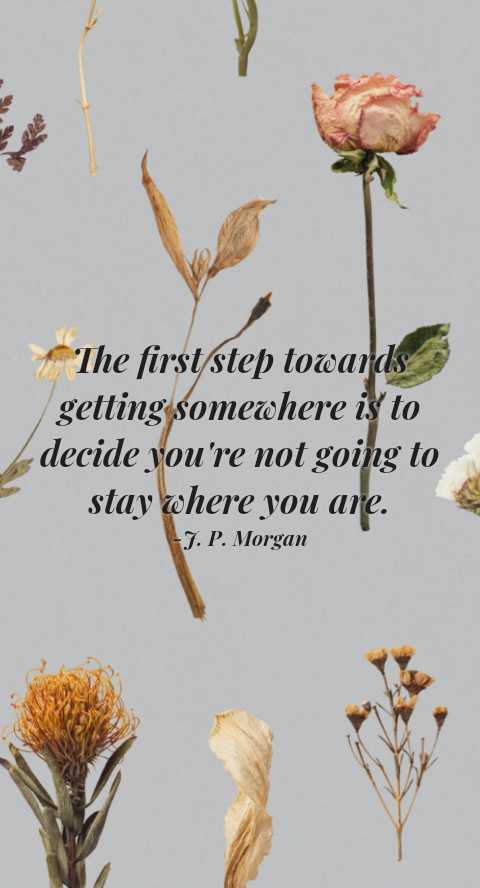 The first step towards
getting somewhere is to
decide you're not going to
stay where you are.
-J. P. Morgan